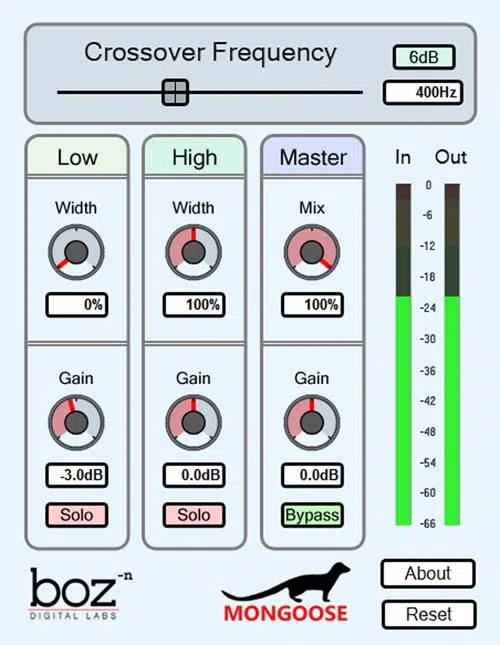 Crossover Frequency
6dB
400Hz
Low
High
Master
In Out
Width
Width
Mix
0%
100%
100%
Gain
Gain
Gain
-3.0dB
0.0dB
0.0dB
Solo
Solo
Bypass
0
-6
-12
-18
-24
-30
-36
-42
-48
-54
-60
-66
boz-n
DIGITAL LABS
MONGOOSE
About
Reset